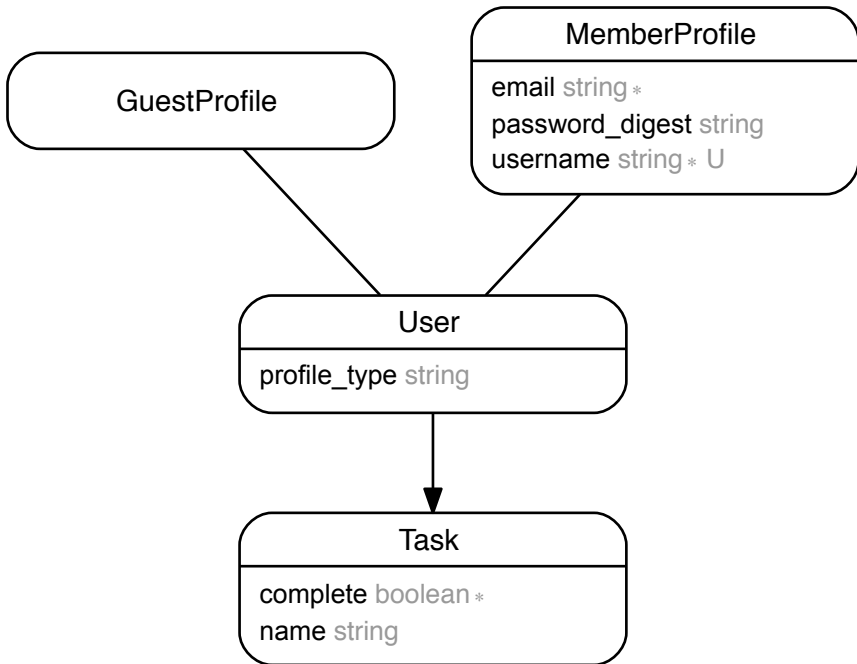 GuestProfile
MemberProfile
email string *
password_digest string
username string * U
User
profile_type string
Task
complete boolean *
name string